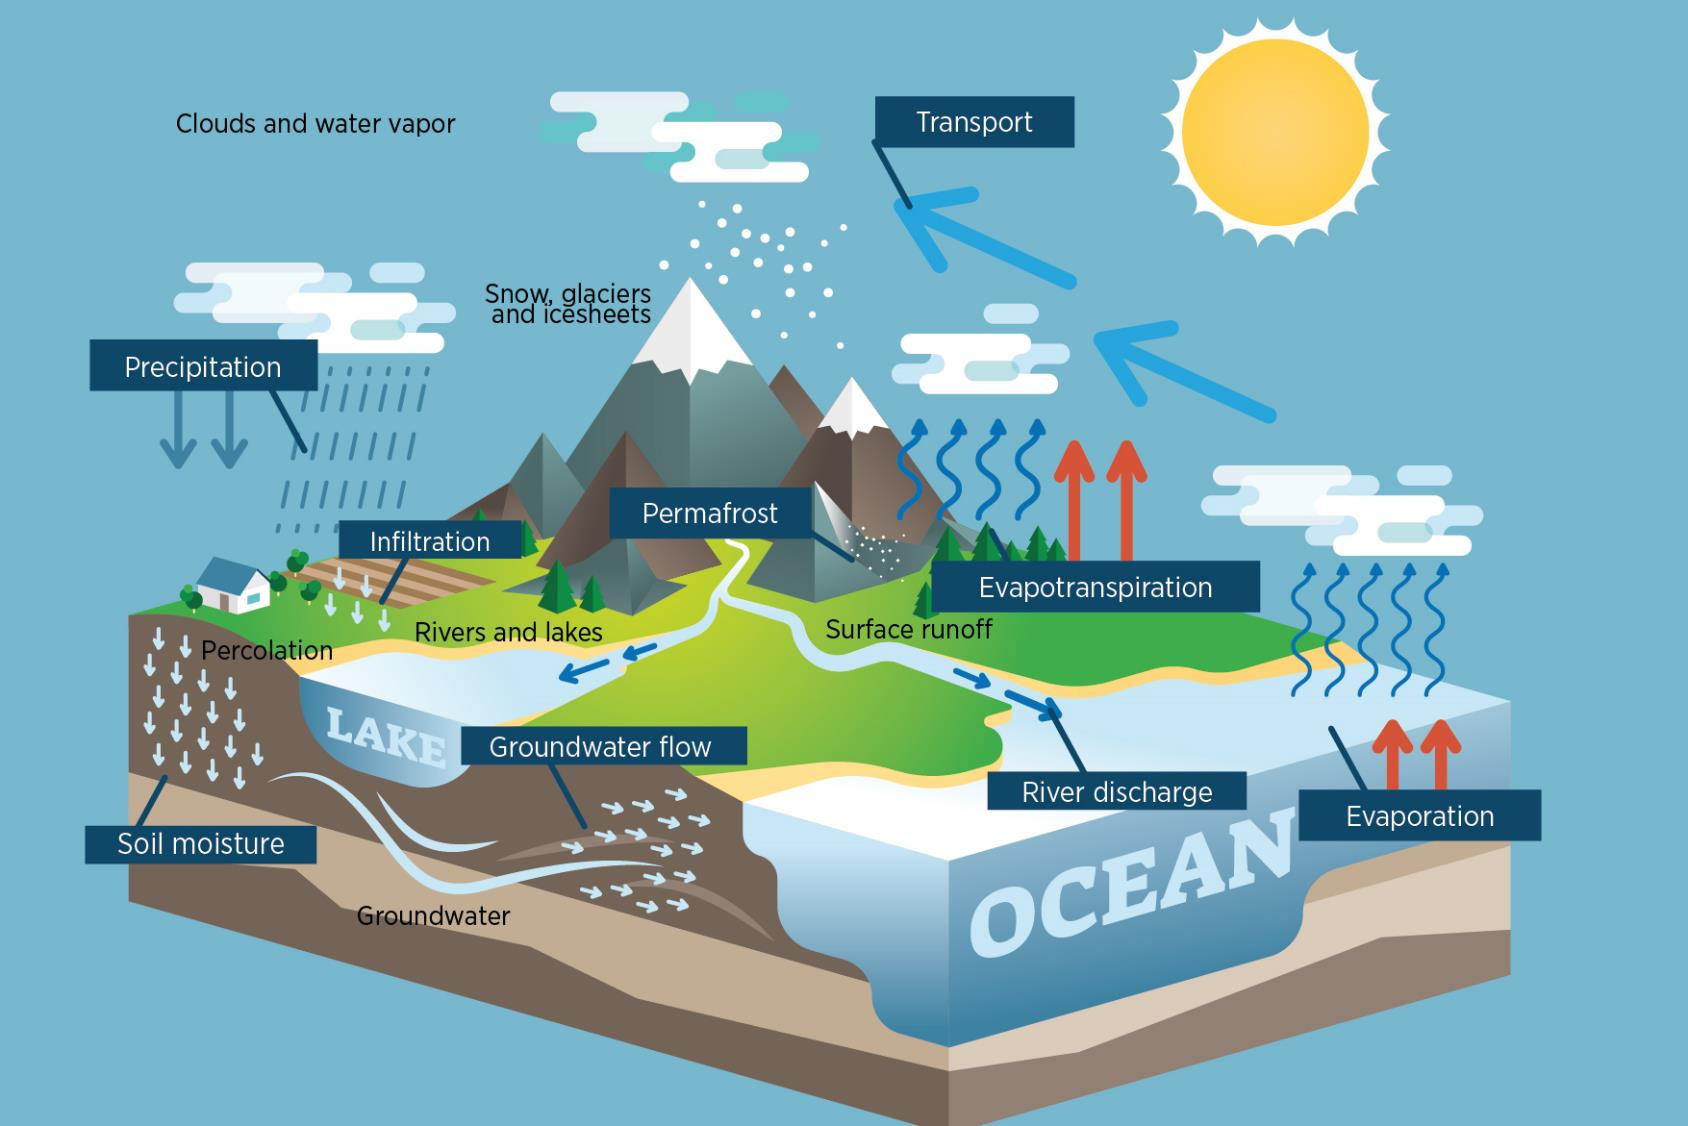 Clouds and water vapor
Transport
Snow, glaciers
and icesheets
Precipitation
Permafrost
Infiltration
Evapotranspiration
Rivers and lakes
Surface runoff
Percolation
LAKE
Groundwater flow
River discharge
Evaporation
Soil moisture
OCEAN
Groundwater